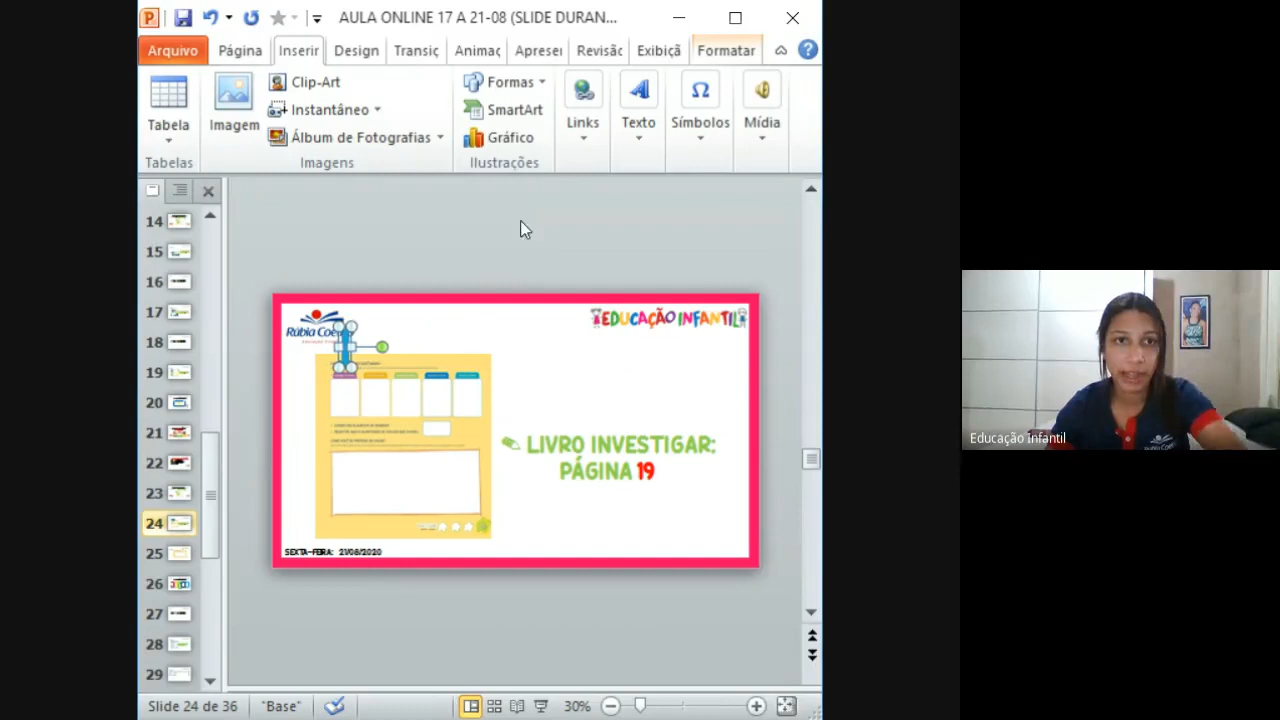 AULA ONLINE 17 A 21-08 (SLIDE DURAN...
Arquivo Página Inserir Design Transiç Animaç Apresei Revisão Exibiçã Formatar
Tabela
Tabelas
Imagem
Clip-Art
Instantâneo
Álbum de Fotografias
Imagens
Formas
SmartArt
Gráfico
Ilustrações
Links
Texto
Símbolos
Mídia
14
15
16
17
18
19
20
21
22
23
24
25
26
27
28
29
Rúbia Coe
EDUCAÇÃO INFANTIL
LIVRO INVESTIGAR:
PÁGINA 19
SEXTA-FEIRA: 21/08/2020
Slide 24 de 36
"Base"
30%
Educação Infantil